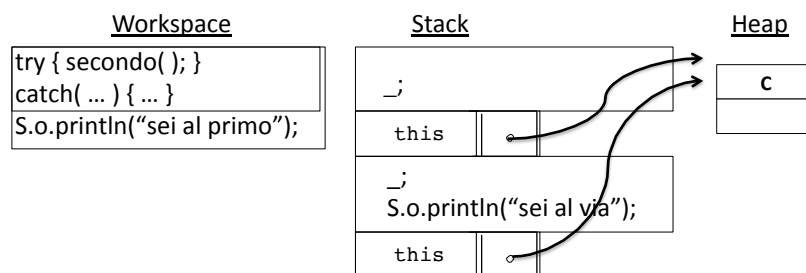 Workspace
Stack
Heap
try { secondo( ); }
catch( … ) { … }
S.o.println(“sei al primo”);
_;
this
_;
S.o.println(“sei al via”);
this
C